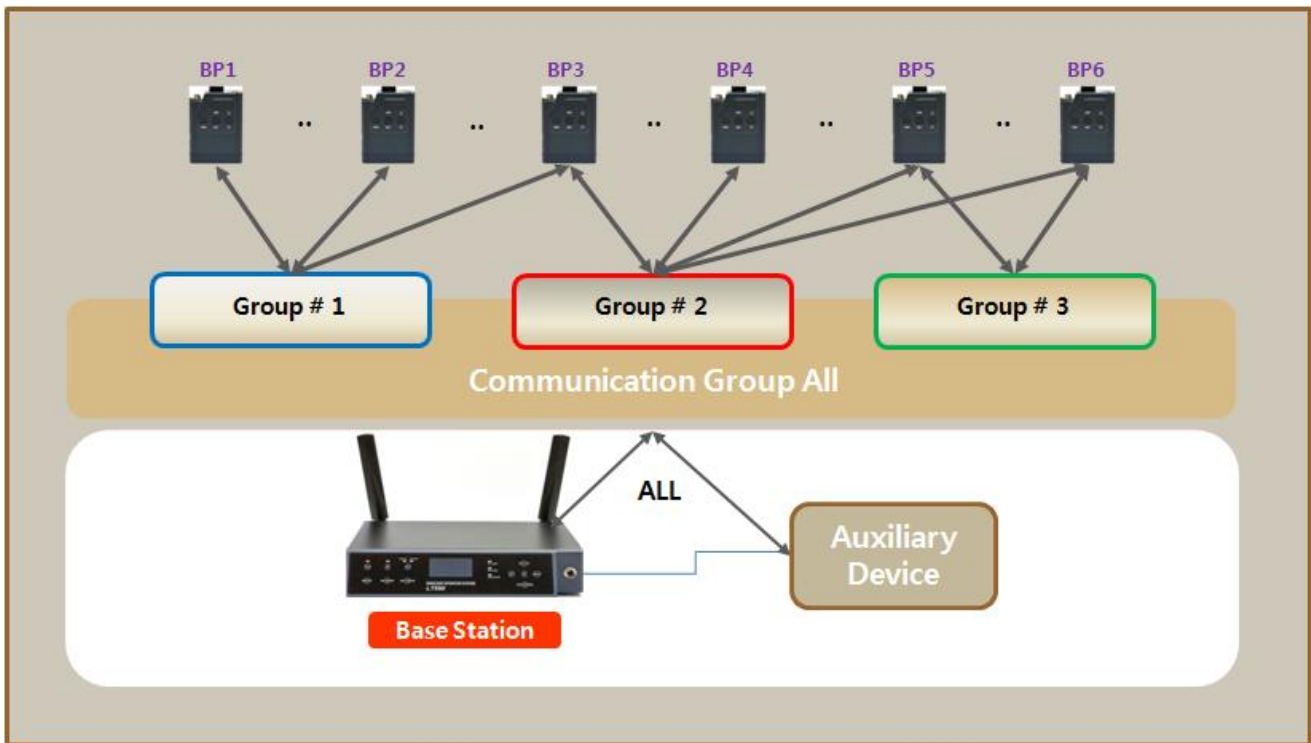 BP1
BP2
BP3
BP4
BP5
BP6
..
..
..
..
..
Group # 1
Group # 2
Group # 3
Communication Group All
ALL
Auxiliary
Device
Base Station